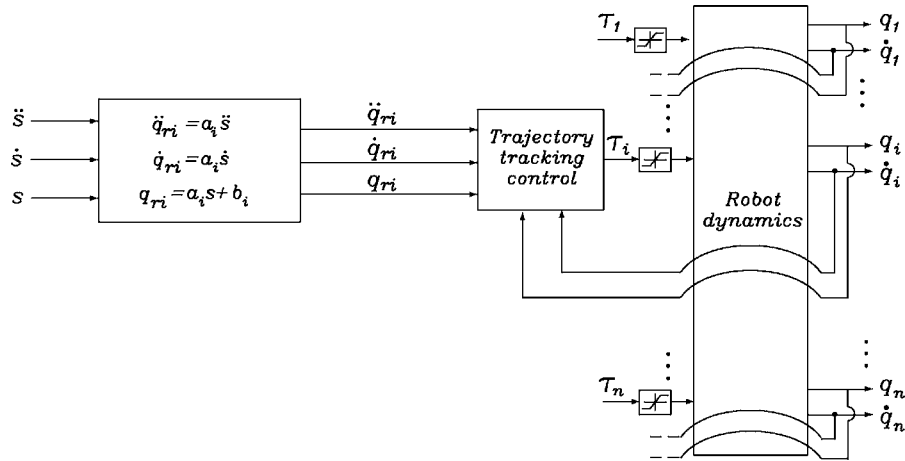 s̈
ṡ
s
q̈ri =ai s̈
q̇ri =ai ṡ
qri =ai s+ bi
q̈ri
q̇ri
qri
Trajectory
tracking
control
τ1
τi
τn
Robot
dynamics
q1
q̇1
qi
q̇i
qn
q̇n